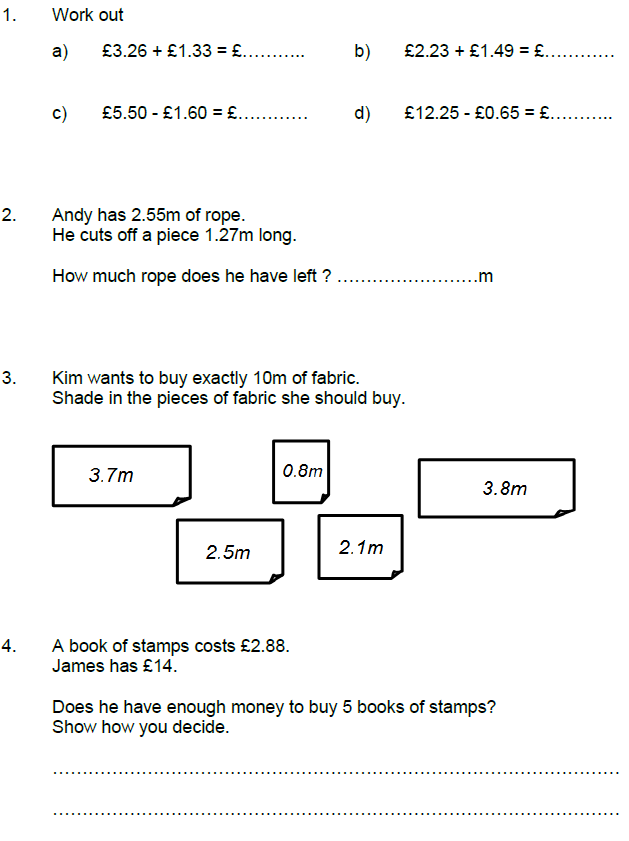 1. Work out
a) £3.26 + £1.33 = £........... b) £2.23 + £1.49 = £............
c) £5.50 - £1.60 = £............ d) £12.25 - £0.65 = £...........
2. Andy has 2.55m of rope.
He cuts off a piece 1.27m long.
How much rope does he have left ? ........................m
3. Kim wants to buy exactly 10m of fabric.
Shade in the pieces of fabric she should buy.
3.7m 0.8m 3.8m
2.5m 2.1m
4. A book of stamps costs £2.88.
James has £14.
Does he have enough money to buy 5 books of stamps?
Show how you decide.
................................................................................................
................................................................................................